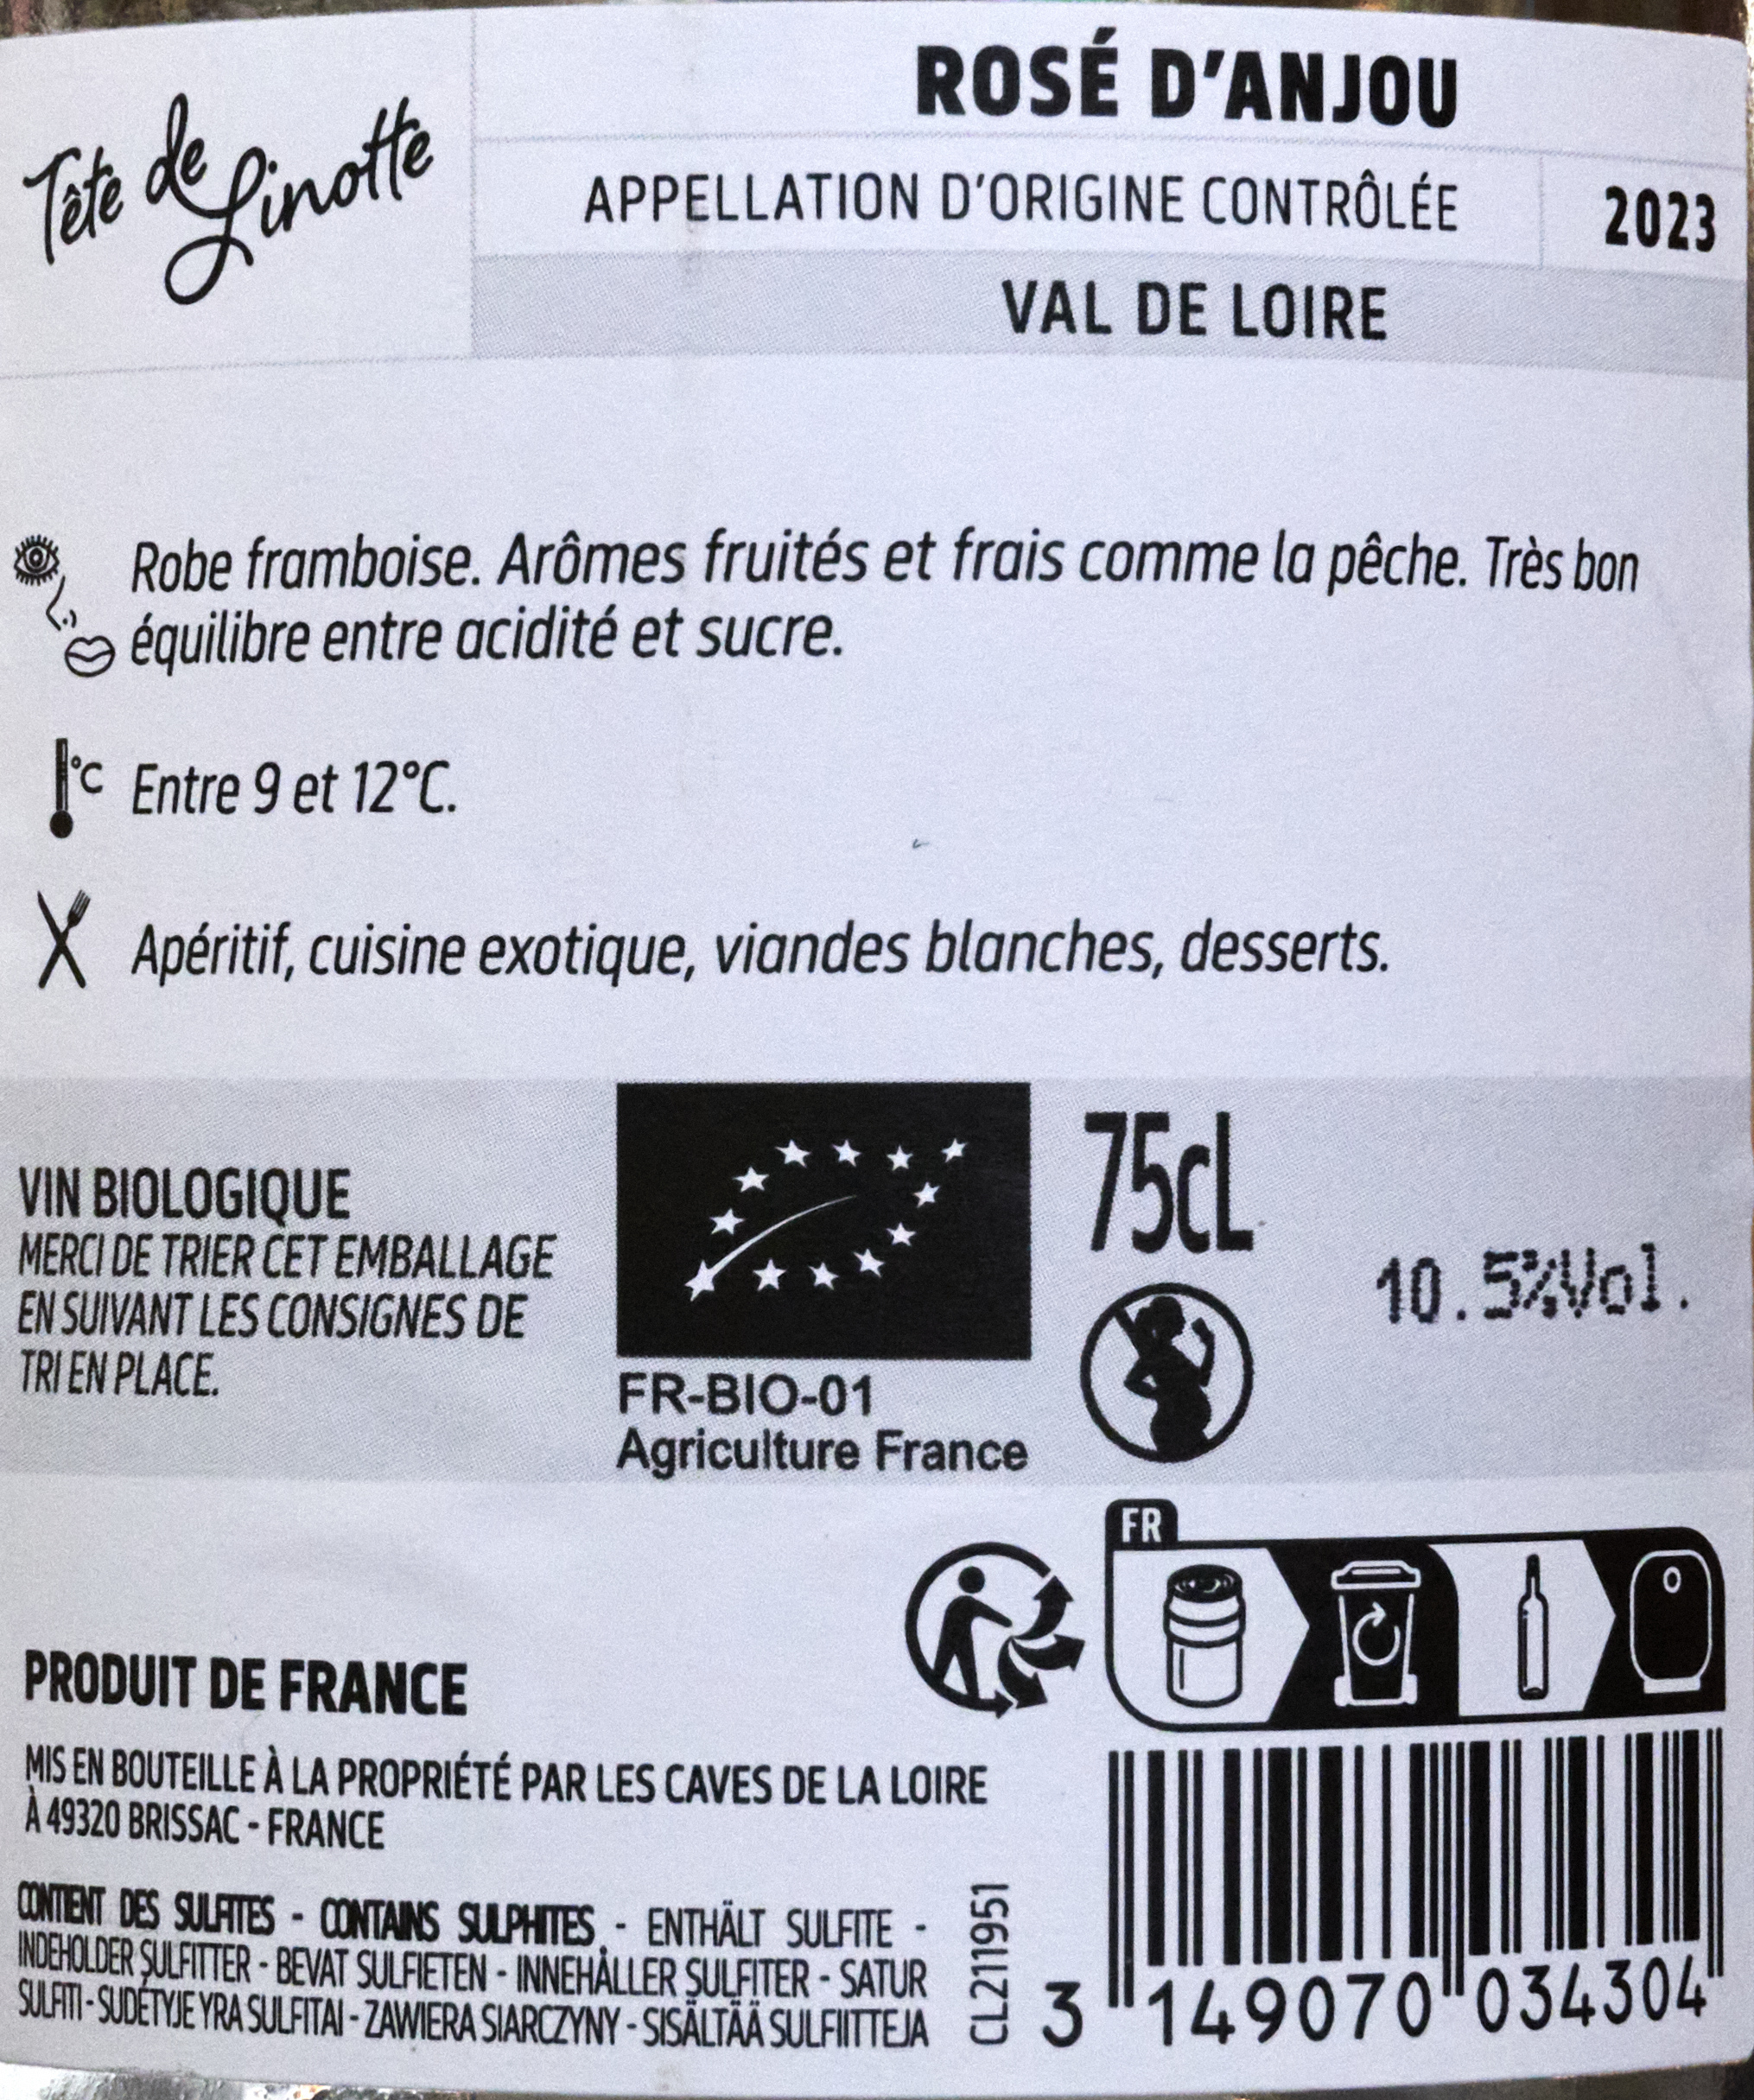 Tête de Linotte
ROSÉ D'ANJOU
APPELLATION D'ORIGINE CONTRÔLÉE
2023
VAL DE LOIRE
Robe framboise. Arômes fruités et frais comme la pêche. Très bon
équilibre entre acidité et sucre.
°C Entre 9 et 12°C.
Apéritif, cuisine exotique, viandes blanches, desserts.
VIN BIOLOGIQUE
MERCI DE TRIER CET EMBALLAGE
EN SUIVANT LES CONSIGNES DE
TRI EN PLACE.
FR-BIO-01
Agriculture France
75cL
10.5%Vol.
FR
PRODUIT DE FRANCE
MIS EN BOUTEILLE À LA PROPRIÉTÉ PAR LES CAVES DE LA LOIRE
À 49320 BRISSAC - FRANCE
CONTIENT DES SULFITES - CONTAINS SULPHITES - ENTHÄLT SULFITE -
INDEHOLDER SULFITTER - BEVAT SULFIETEN - INNEHÅLLER SULFITER - SATUR
SULFITI - SUDĖTYJE YRA SULFITAI - ZAWIERA SIARCZYNY - SISÄLTÄÄ SULFIITTEJA
CL211951
3 149070 034304